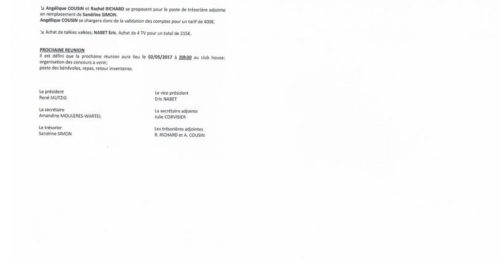 ↘ Angélique COUSIN et Rachel RICHARD se proposent pour le poste de trésorière adjointe
en remplacement de Sandrine SIMON.
Angélique COUSIN se chargera donc de la validation des comptes pour un tarif de 400€.
↘ Achat de talkies walkies; NABET Eric. Achat de 4 TV pour un total de 215€.
PROCHAINE REUNION
Il est défini que la prochaine réunion aura lieu le 02/05/2017 à 20h30 au club house;
organisation des concours a venir;
poste des bénévoles, repas, retour inventaires.
Le président
René MUTZIG
Le vice président
Eric NABET
La secrétaire
Amandine MOULERES-WARTEL
La secrétaire adjointe
Julie CORVISIER
Le trésorier
Sandrine SIMON
Les trésorières adjointes
R. RICHARD et A. COUSIN